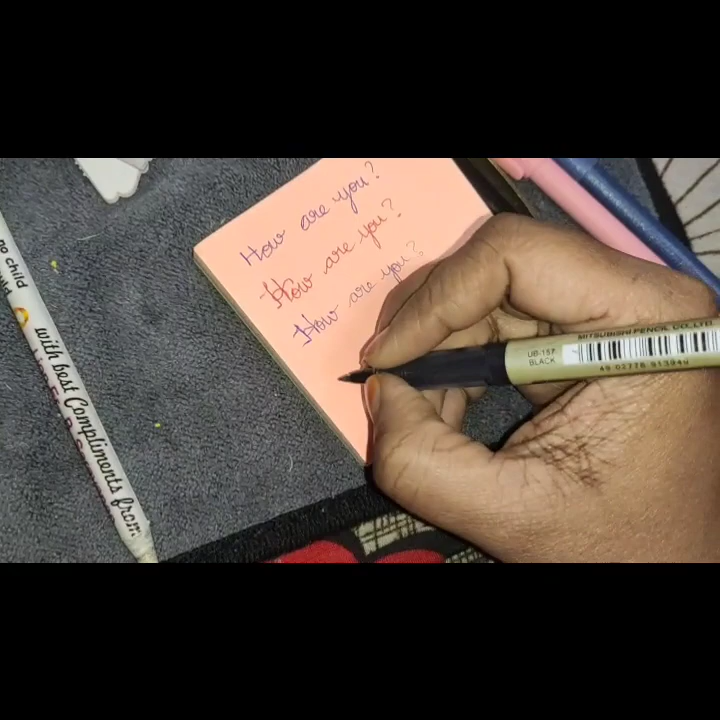 How are you?
How are you?
How are you?
no child
with best Compliments from
MITSUBISHI PENCIL CO.
UB-157
BLACK